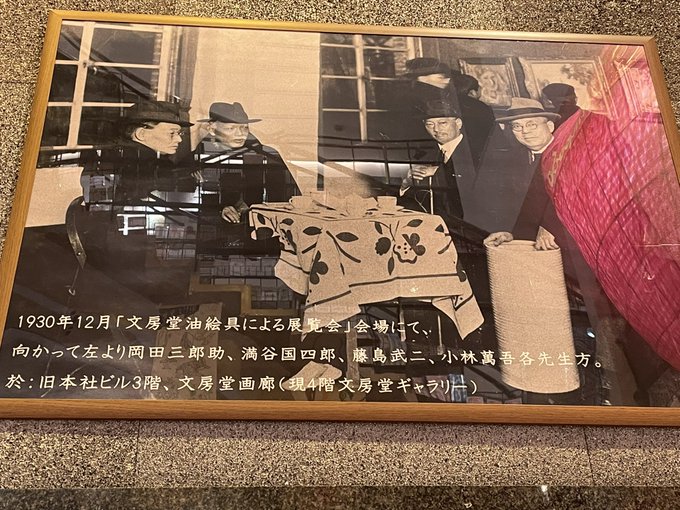 1930年12月「文房堂油絵具による展覧会」会場にて、
向かって左より岡田三郎助、満谷国四郎、藤島武二、小林萬吾各先生方。
於：旧本社ビル3階、文房堂画廊（現4階文房堂ギャラリー）